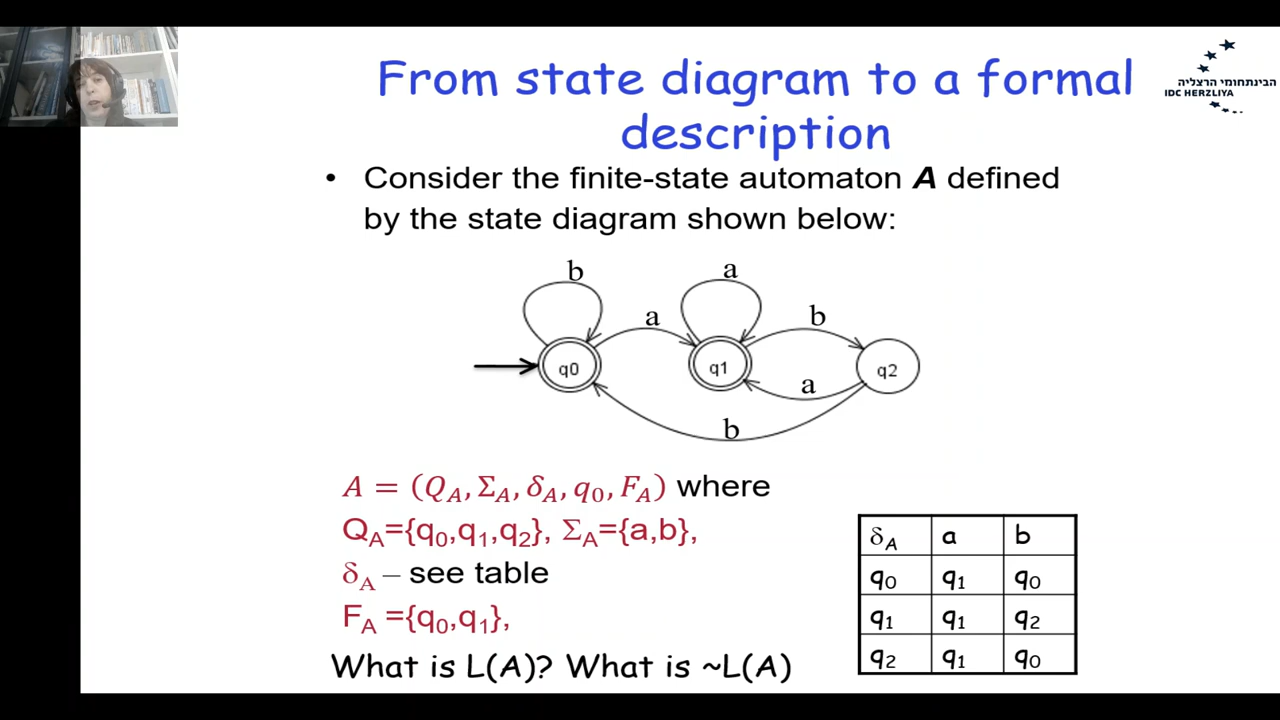 From state diagram to a formal
description
הבינתחומי הרצליה
IDC HERZLIYA
• Consider the finite-state automaton A defined
by the state diagram shown below:
b
a
a
b
q0
q1
q2
a
b
A = (Q_A, Σ_A, δ_A, q_0, F_A) where
Q_A={q_0,q_1,q_2}, Σ_A={a,b},
δ_A – see table
F_A ={q_0,q_1},
What is L(A)? What is ~L(A)
δ_A a b
q_0 q_1 q_0
q_1 q_1 q_2
q_2 q_1 q_0